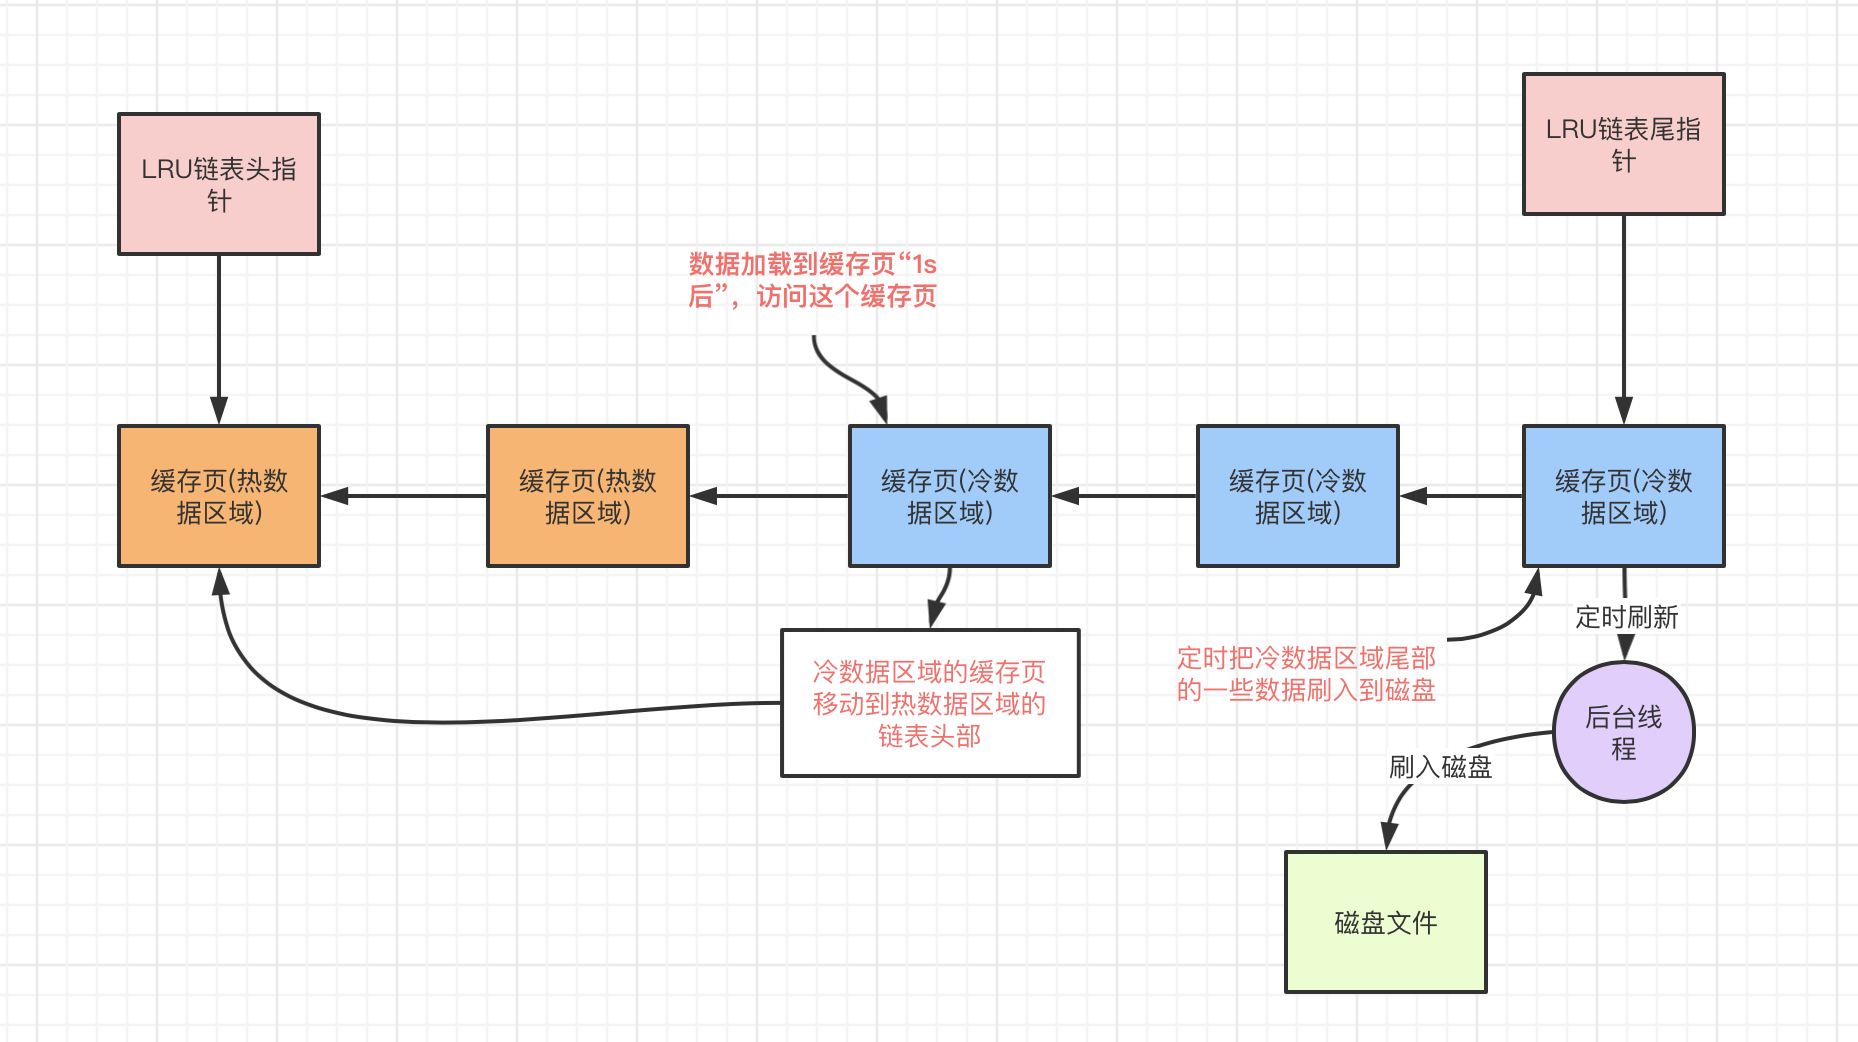 LRU链表头指
针
LRU链表尾指
针
数据加载到缓存页“1s
后”，访问这个缓存页
缓存页(热数
据区域)
缓存页(热数
据区域)
缓存页(冷数
据区域)
缓存页(冷数
据区域)
缓存页(冷数
据区域)
定时刷新
冷数据区域的缓存页
移动到热数据区域的
链表头部
定时把冷数据区域尾部
的一些数据刷入到磁盘
后台线
程
刷入磁盘
磁盘文件